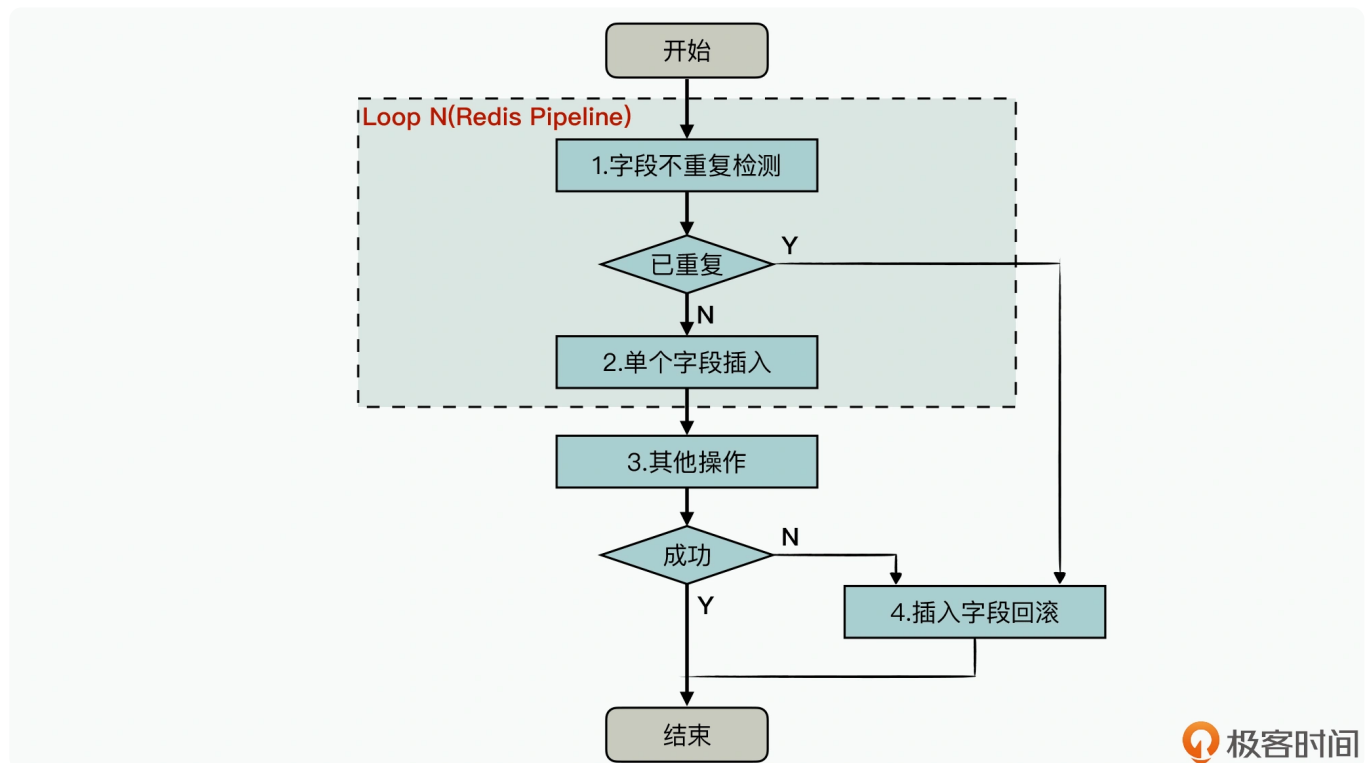 开始
Loop N(Redis Pipeline)
1.字段不重复检测
Y
已重复
N
2.单个字段插入
3.其他操作
N
成功
Y
4.插入字段回滚
结束
极客时间